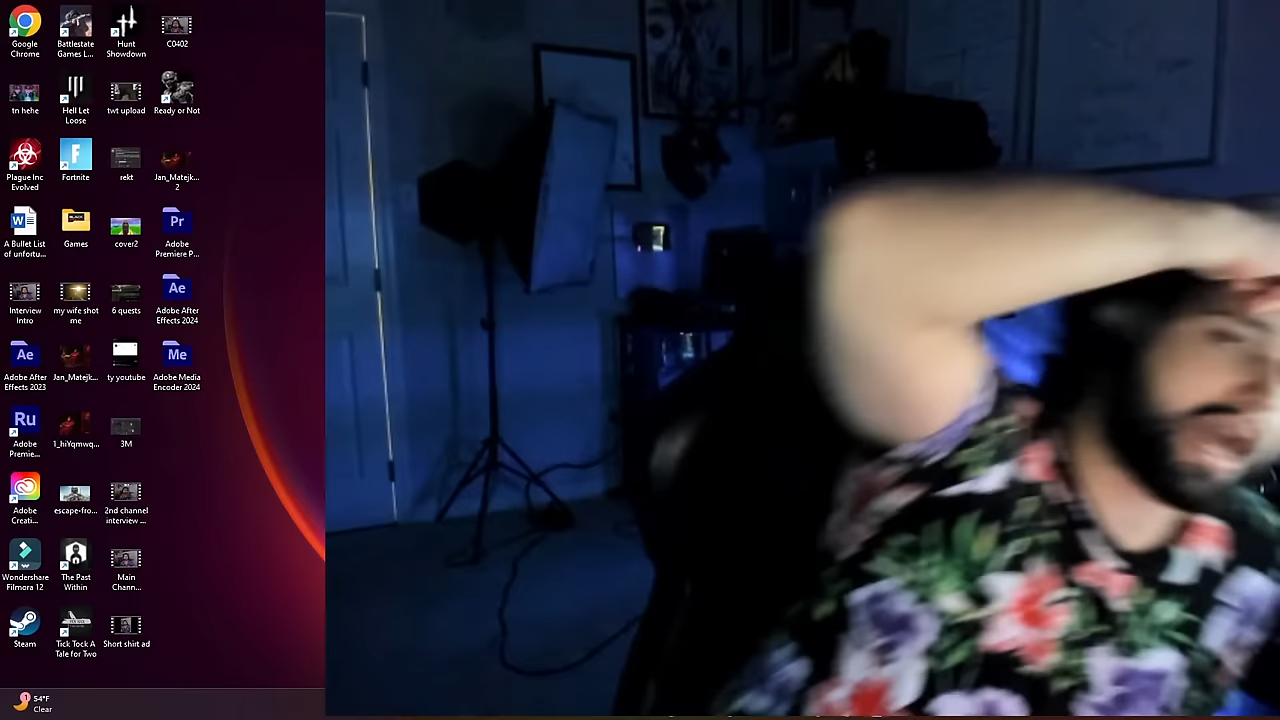 Google
Chrome
Battlestate
Games L...
Hunt
Showdown
C0402
tn hehe
Hell Let
Loose
twt upload
Ready or Not
Plague Inc
Evolved
Fortnite
rekt
Jan_Matejk...
2
A Bullet List
of unfortu...
Games
cover2
Adobe
Premiere P...
Interview
Intro
my wife shot
me
6 quests
Adobe After
Effects 2024
Adobe After
Effects 2023
Jan_Matejk...
ty youtube
Adobe Media
Encoder 2024
Adobe
Premie...
1_hiYqmwq...
3M
Adobe
Creati...
escape-fro...
2nd channel
interview ...
Wondershare
Filmora 12
The Past
Within
Main
Chann...
Steam
Tick Tock A
Tale for Two
Short shirt ad
54°F
Clear